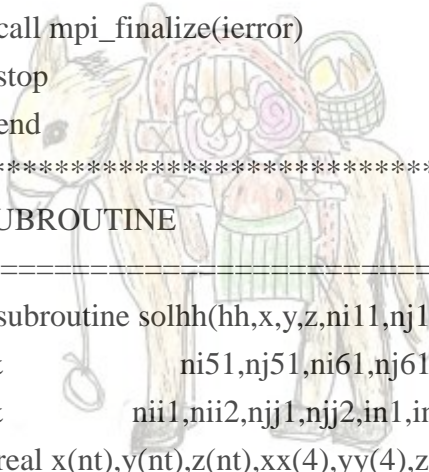 call mpi_finalize(ierror)
stop
end
*******************************
UBROUTINE
==========================
subroutine solhh(hh,x,y,z,ni11,nj1
ni51,nj51,ni61,nj61
nii1,nii2,njj1,njj2,in1,in
real x(nt),y(nt),z(nt),xx(4),yy(4),z